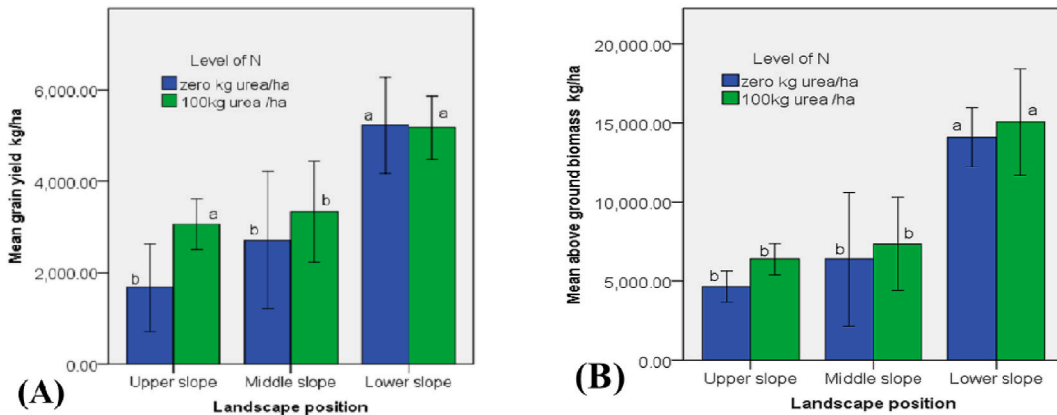 Mean grain yield kg/ha
6,000.00
4,000.00
2,000.00
0.00
Level of N
zero kg urea/ha
100kg urea /ha
b
a
b
b
a
a
Upper slope Middle slope Lower slope
Landscape position
(A)
Mean above ground biomass kg/ha
20,000.00
15,000.00
10,000.00
5,000.00
0.00
Level of N
zero kg urea/ha
100kg urea /ha
b
b
b
b
a
a
Upper slope Middle slope Lower slope
Landscape position
(B)